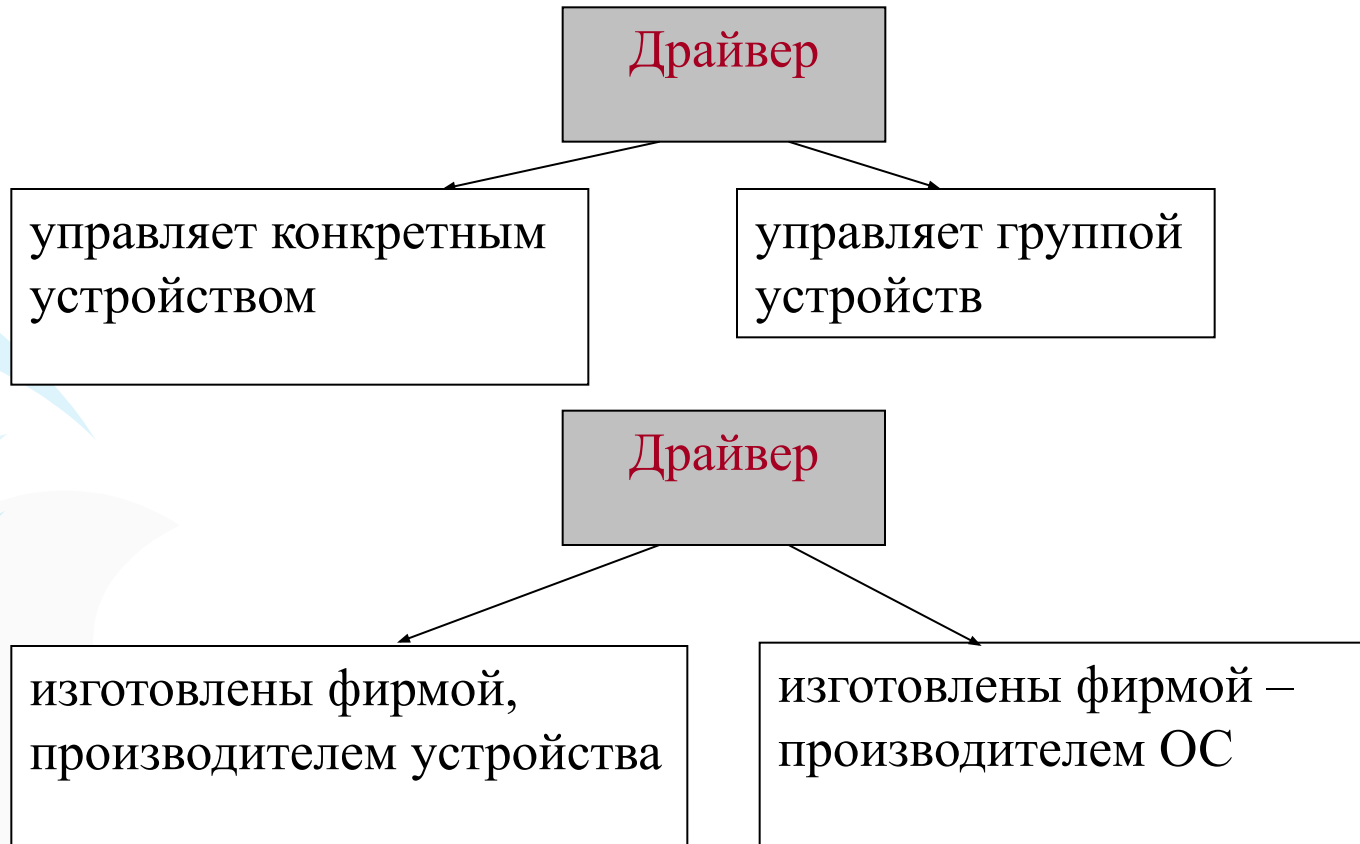 Драйвер
управляет конкретным
устройством
управляет группой
устройств
Драйвер
изготовлены фирмой,
производителем устройства
изготовлены фирмой –
производителем ОС